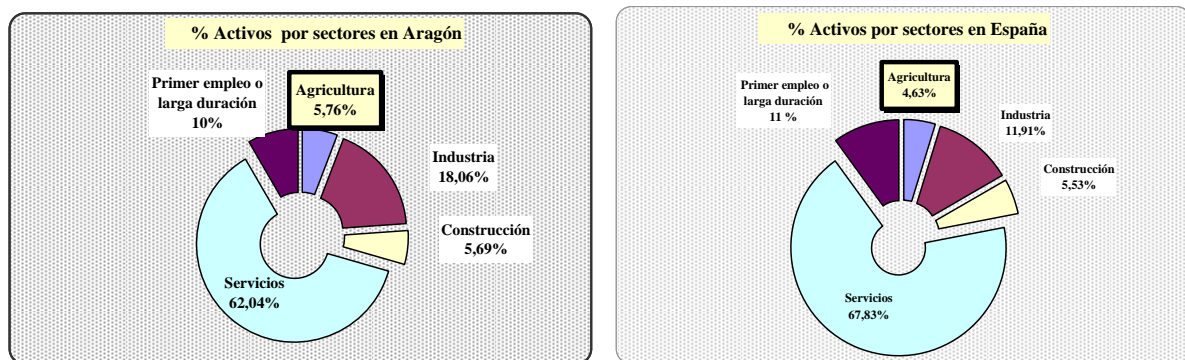 % Activos por sectores en Aragón
Primer empleo o
larga duración
10%
Agricultura
5,76%
Industria
18,06%
Construcción
5,69%
Servicios
62,04%
% Activos por sectores en España
Primer empleo o
larga duración
11 %
Agricultura
4,63%
Industria
11,91%
Construcción
5,53%
Servicios
67,83%